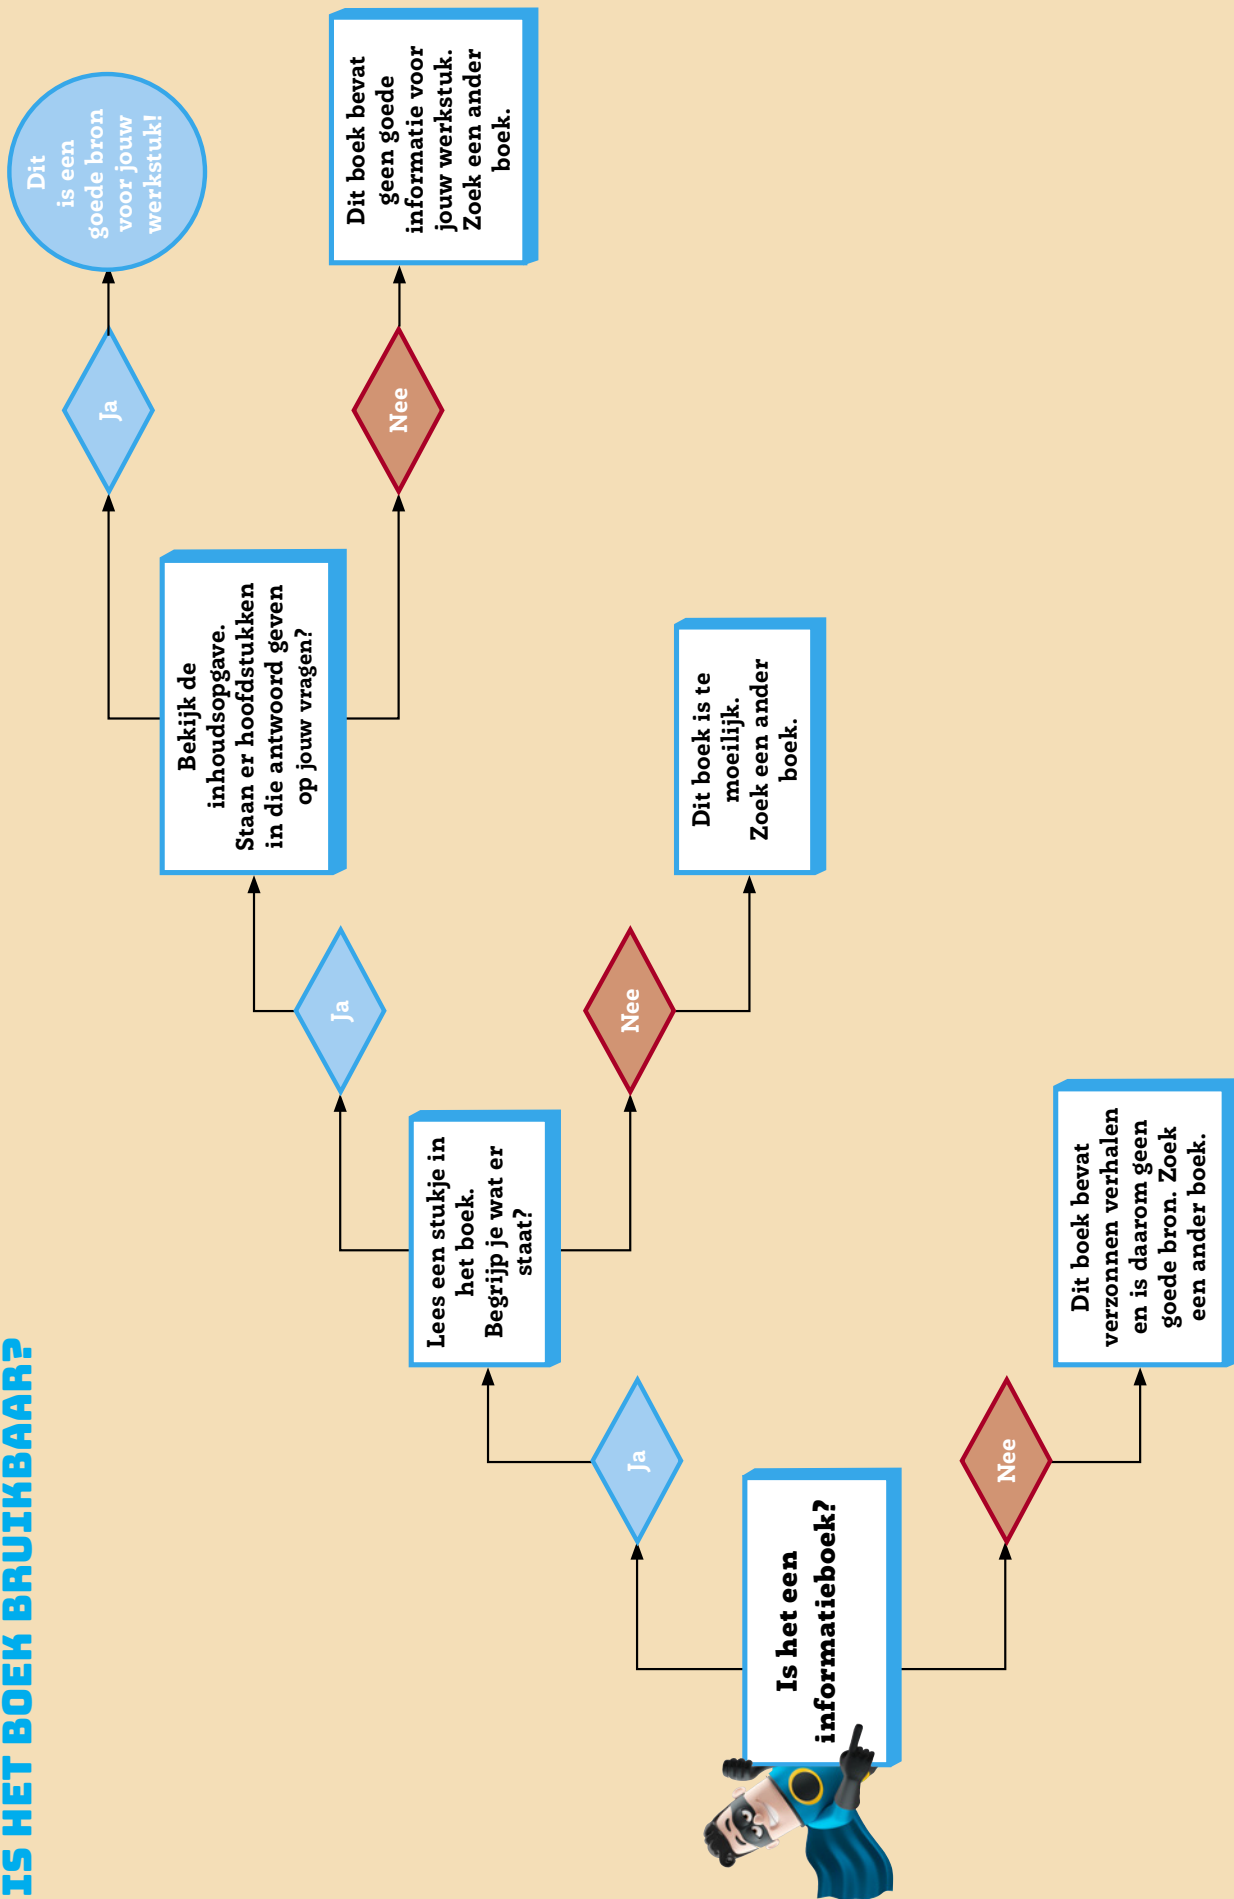 IS HET BOEK BRUIKBAAR?
Is het een
informatieboek?
Ja
Nee
Lees een stukje in
het boek.
Begrijp je wat er
staat?
Dit boek bevat
verzonnen verhalen
en is daarom geen
goede bron. Zoek
een ander boek.
Ja
Nee
Bekijk de
inhoudsopgave.
Staan er hoofdstukken
in die antwoord geven
op jouw vragen?
Dit boek is te
moeilijk.
Zoek een ander
boek.
Ja
Nee
Dit
is een
goede bron
voor jouw
werkstuk!
Dit boek bevat
geen goede
informatie voor
jouw werkstuk.
Zoek een ander
boek.